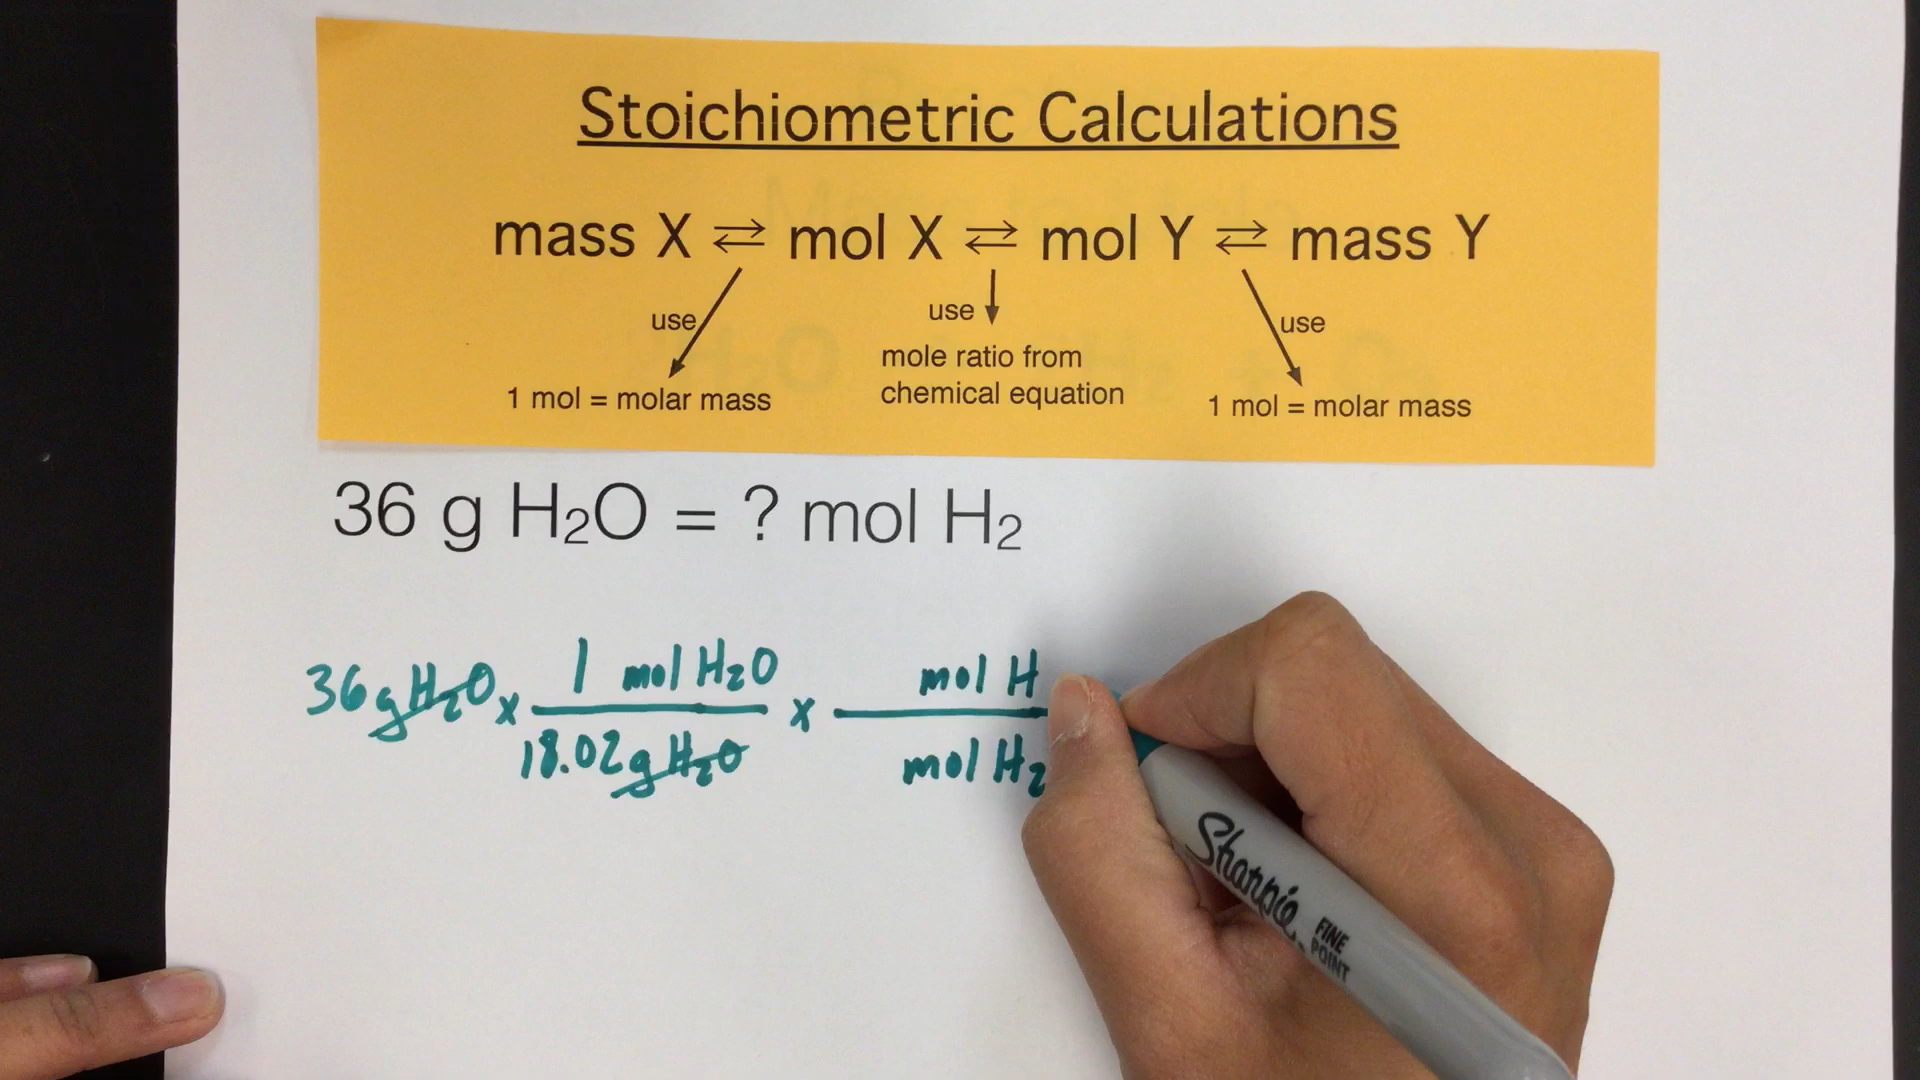 Stoichiometric Calculations
mass X ⇄ mol X ⇄ mol Y ⇄ mass Y
use use use
1 mol = molar mass
mole ratio from
chemical equation
1 mol = molar mass
36 g H₂O = ? mol H₂
36 g H₂O x 1 mol H₂O x mol H
18.02 g H₂O mol H₂
Sharpie
FINE
POINT